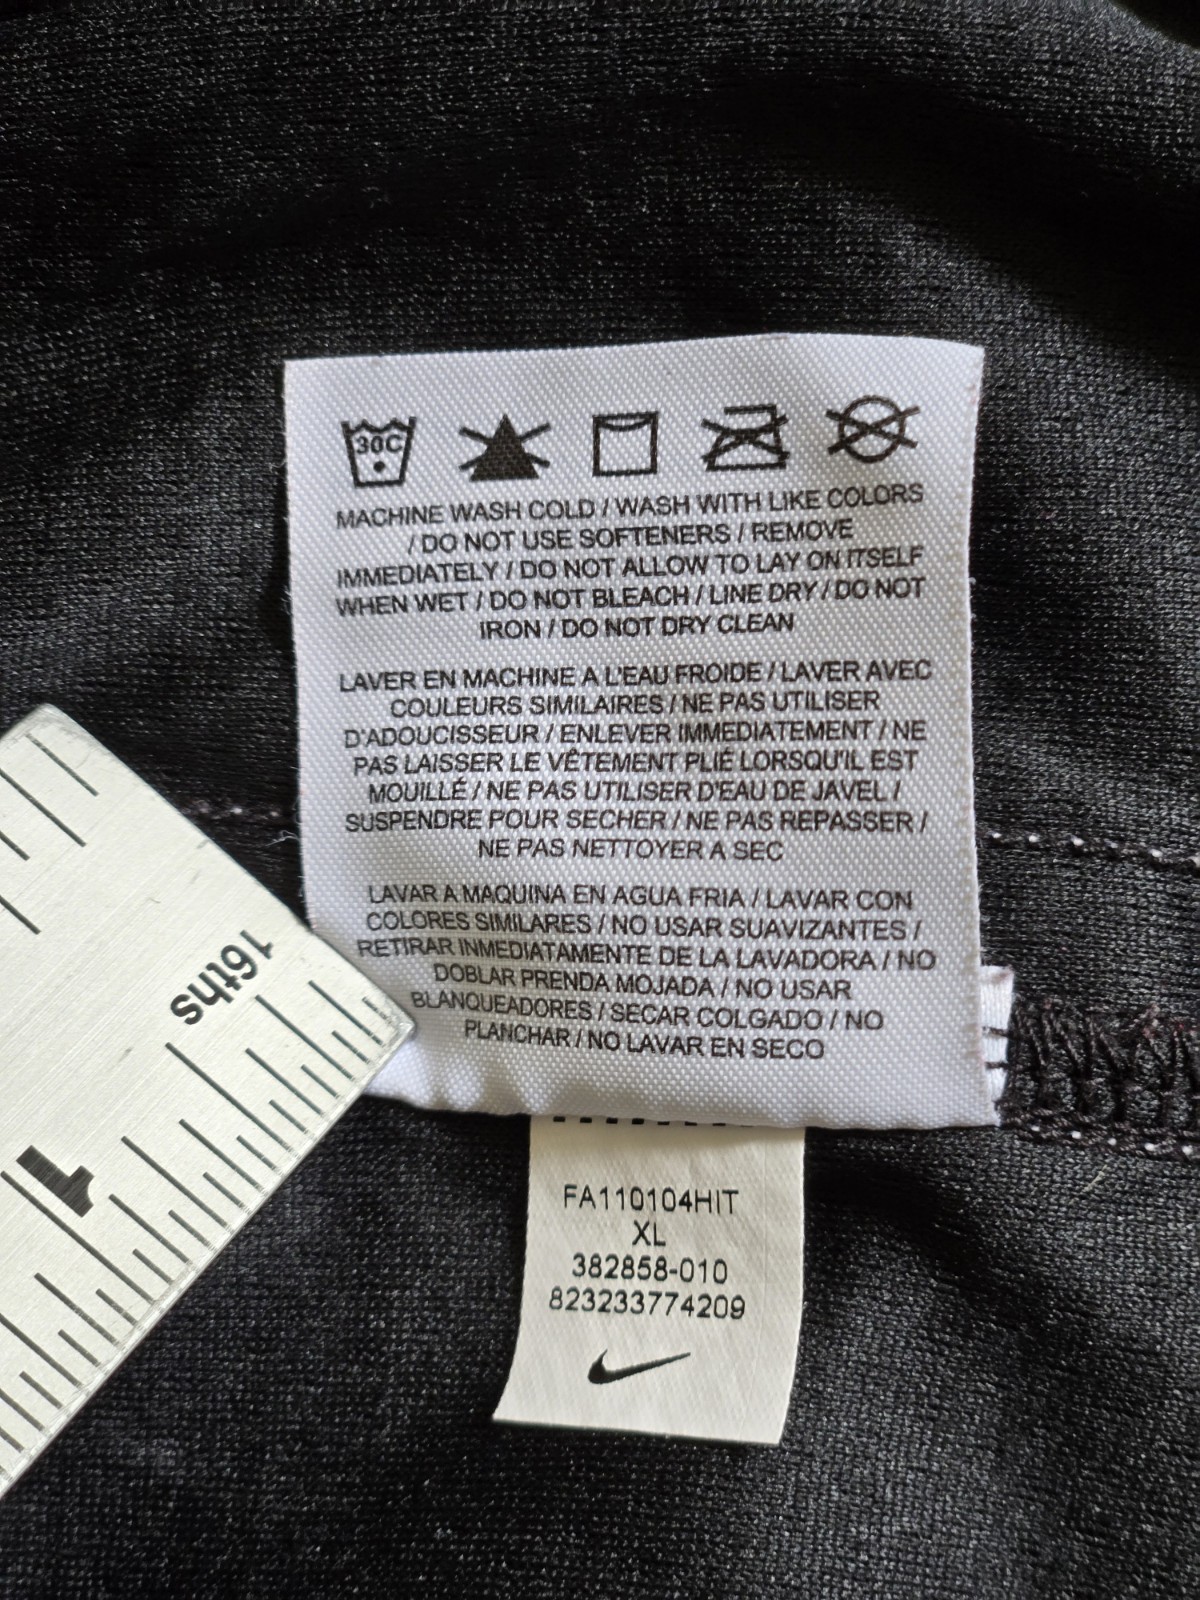 30C
MACHINE WASH COLD / WASH WITH LIKE COLORS
/ DO NOT USE SOFTENERS / REMOVE
IMMEDIATELY / DO NOT ALLOW TO LAY ON ITSELF
WHEN WET / DO NOT BLEACH / LINE DRY / DO NOT
IRON / DO NOT DRY CLEAN
LAVER EN MACHINE A L'EAU FROIDE / LAVER AVEC
COULEURS SIMILAIRES / NE PAS UTILISER
D'ADOUCISSEUR / ENLEVER IMMEDIATEMENT / NE
PAS LAISSER LE VÊTEMENT PLIÉ LORSQU'IL EST
MOUILLÉ / NE PAS UTILISER D'EAU DE JAVEL /
SUSPENDRE POUR SECHER / NE PAS REPASSER /
NE PAS NETTOYER A SEC
LAVAR A MAQUINA EN AGUA FRIA / LAVAR CON
COLORES SIMILARES / NO USAR SUAVIZANTES /
RETIRAR INMEDIATAMENTE DE LA LAVADORA / NO
DOBLAR PRENDA MOJADA / NO USAR
BLANQUEADORES / SECAR COLGADO / NO
PLANCHAR / NO LAVAR EN SECO
16ths
1
FA110104HIT
XL
382858-010
823233774209